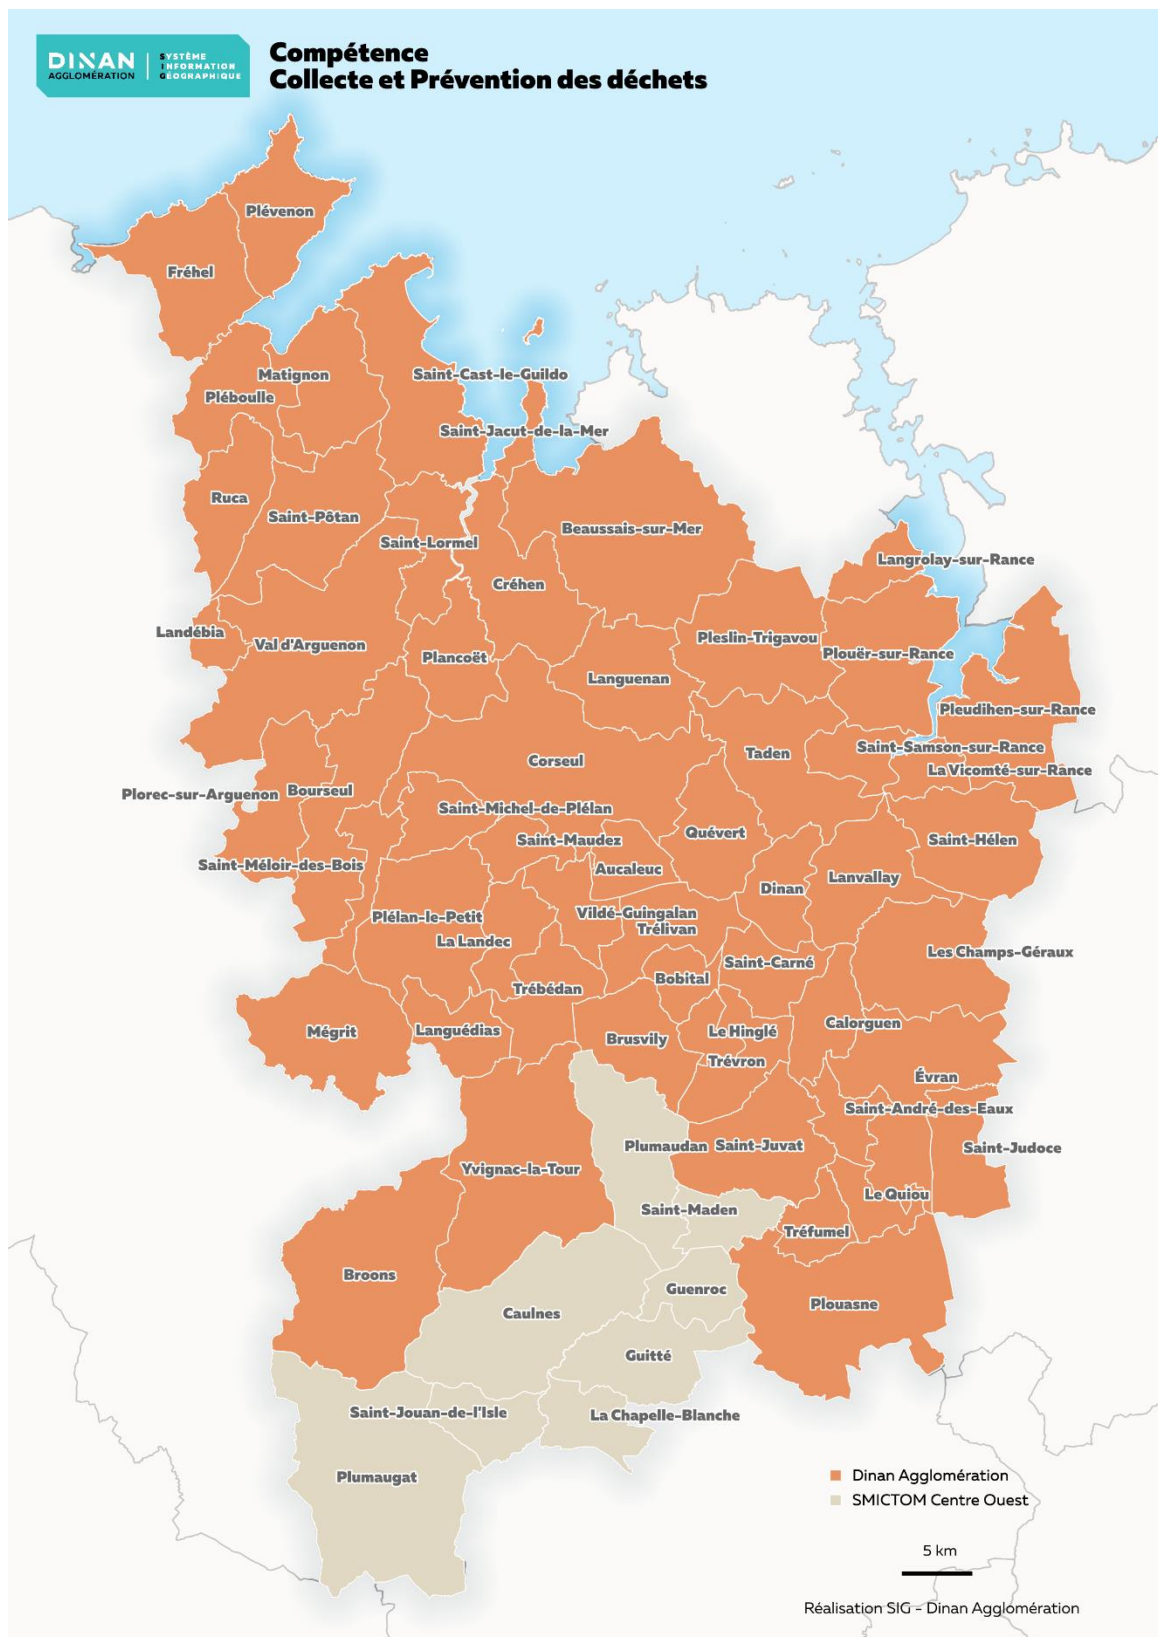 DINAN
AGGLOMÉRATION
SYSTÈME
INFORMATION
GÉOGRAPHIQUE
Compétence
Collecte et Prévention des déchets
Plévenon
Fréhel
Matignon
Saint-Cast-le-Guildo
Pléboulle
Saint-Jacut-de-la-Mer
Ruca
Saint-Pôtan
Beaussais-sur-Mer
Saint-Lormel
Langrolay-sur-Rance
Créhen
Landébia
Val d'Arguenon
Pleslin-Trigavou
Plancoët
Plouër-sur-Rance
Languenan
Pleudihen-sur-Rance
Saint-Samson-sur-Rance
Taden
Corseul
La Vicomté-sur-Rance
Plorec-sur-Arguenon
Bourseul
Saint-Michel-de-Plélan
Quévert
Saint-Maudez
Saint-Hélen
Saint-Méloir-des-Bois
Aucaleuc
Lanvallay
Dinan
Plélan-le-Petit
Vildé-Guingalan
Trélivan
La Landec
Les Champs-Géraux
Saint-Carné
Bobital
Trébédan
Calorguen
Mégrit
Languédias
Le Hinglé
Brusvily
Trévron
Évran
Saint-André-des-Eaux
Plumaudan
Saint-Juvat
Saint-Judoce
Yvignac-la-Tour
Le Quiou
Saint-Maden
Tréfumel
Broons
Guenroc
Plouasne
Caulnes
Guitté
Saint-Jouan-de-l'Isle
La Chapelle-Blanche
Plumaugat
Dinan Agglomération
SMICTOM Centre Ouest
5 km
Réalisation SIG - Dinan Agglomération